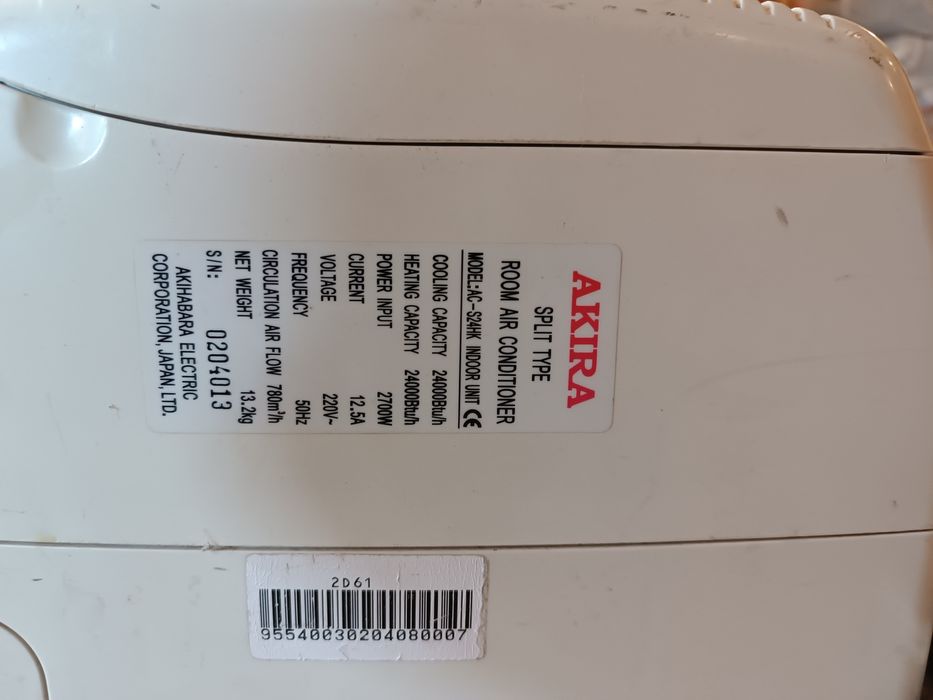 AKIRA
SPLIT TYPE
ROOM AIR CONDITIONER
MODEL:AC-S24HK INDOOR UNIT CE
COOLING CAPACITY 24000Btu/h
HEATING CAPACITY 24000Btu/h
POWER INPUT 2700W
CURRENT 12.5A
VOLTAGE 220V~
FREQUENCY 50Hz
CIRCULATION AIR FLOW 780m³/h
NET WEIGHT 13.2kg
S/N: 0204013
AKIHABARA ELECTRIC
CORPORATION, JAPAN, LTD.
2D61
95540030204080007